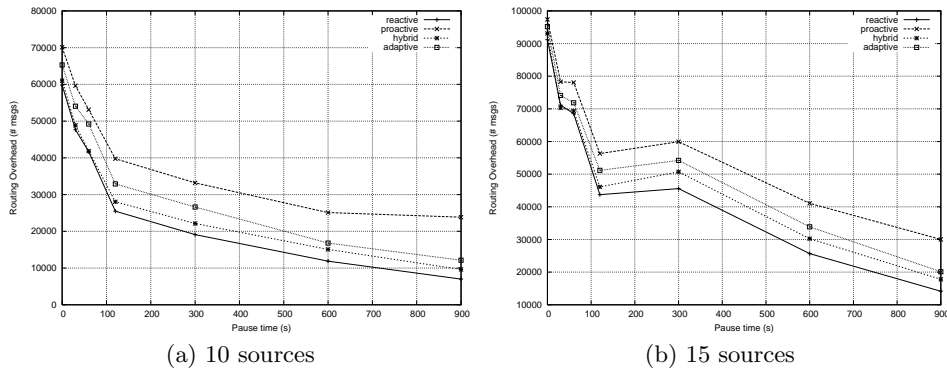 80000
70000
60000
50000
40000
30000
20000
10000
0
Routing Overhead (# msgs)
reactive
proactive
hybrid
adaptive
0 100 200 300 400 500 600 700 800 900
Pause time (s)
(a) 10 sources
100000
90000
80000
70000
60000
50000
40000
30000
20000
10000
Routing Overhead (# msgs)
reactive
proactive
hybrid
adaptive
0 100 200 300 400 500 600 700 800 900
Pause time (s)
(b) 15 sources